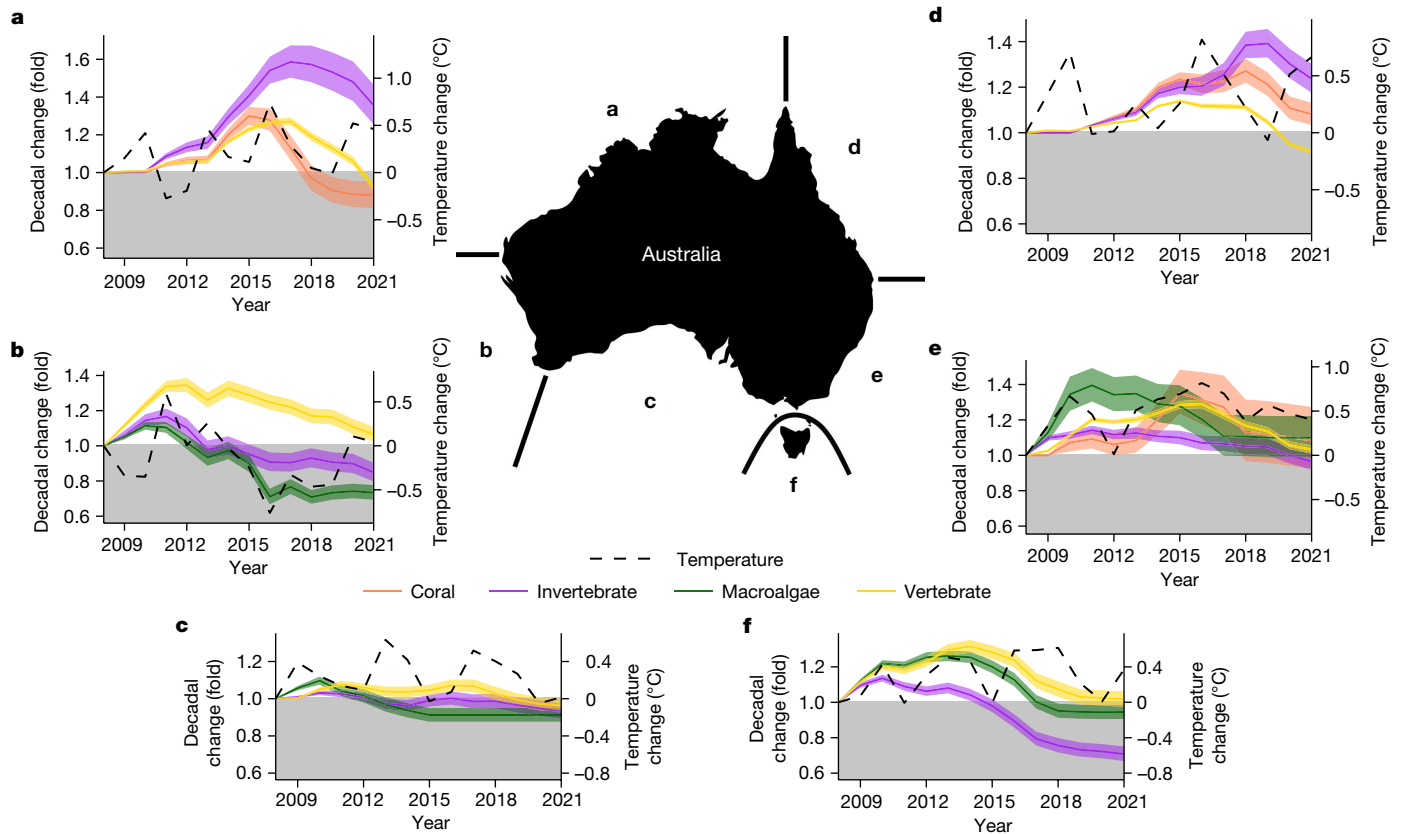 a
Decadal change (fold)
1.6
1.4
1.2
1.0
0.8
0.6
1.0
0.5
0
–0.5
Temperature change (°C)
2009 2012 2015 2018 2021
Year
d
Decadal change (fold)
1.4
1.2
1.0
0.8
0.6
0.5
0
–0.5
Temperature change (°C)
2009 2012 2015 2018 2021
Year
a
d
Australia
b
c
e
f
b
Decadal change (fold)
1.4
1.2
1.0
0.8
0.6
0.5
0
–0.5
Temperature change (°C)
2009 2012 2015 2018 2021
Year
e
Decadal change (fold)
1.4
1.2
1.0
0.8
0.6
1.0
0.5
0
–0.5
Temperature change (°C)
2009 2012 2015 2018 2021
Year
Temperature
Coral Invertebrate Macroalgae Vertebrate
c
Decadal
change (fold)
1.2
1.0
0.8
0.6
0.4
0
–0.4
–0.8
Temperature
change (°C)
2009 2012 2015 2018 2021
Year
f
Decadal
change (fold)
1.2
1.0
0.8
0.6
0.4
0
–0.4
–0.8
Temperature
change (°C)
2009 2012 2015 2018 2021
Year